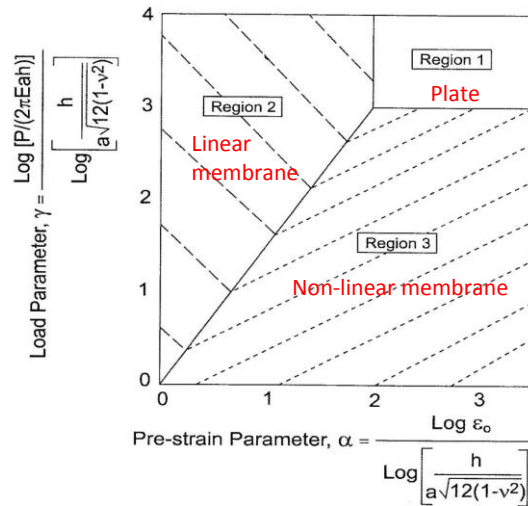 Load Parameter, γ = Log [P/(2πEah)] / Log [h / a√12(1-ν²)]
4
3
2
1
0
Region 1
Plate
Region 2
Linear
membrane
Region 3
Non-linear membrane
0 1 2 3
Pre-strain Parameter, α = Log εo / Log [h / a√12(1-ν²)]